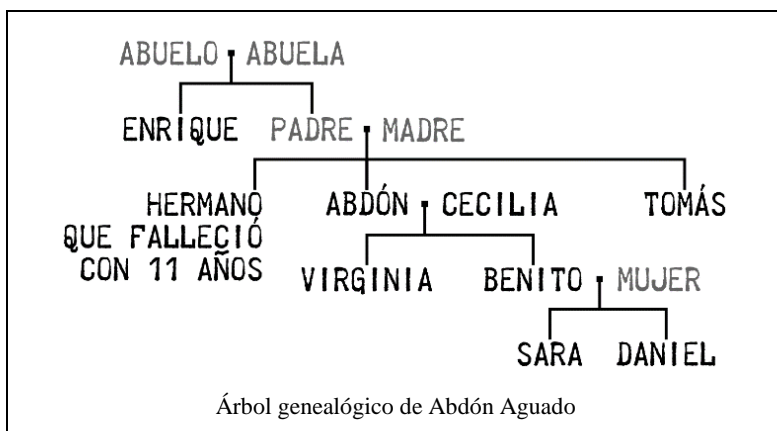 ABUELO ABUELA
ENRIQUE PADRE MADRE
HERMANO ABDÓN CECILIA TOMÁS
QUE FALLECIÓ
CON 11 AÑOS VIRGINIA BENITO MUJER
SARA DANIEL
Árbol genealógico de Abdón Aguado